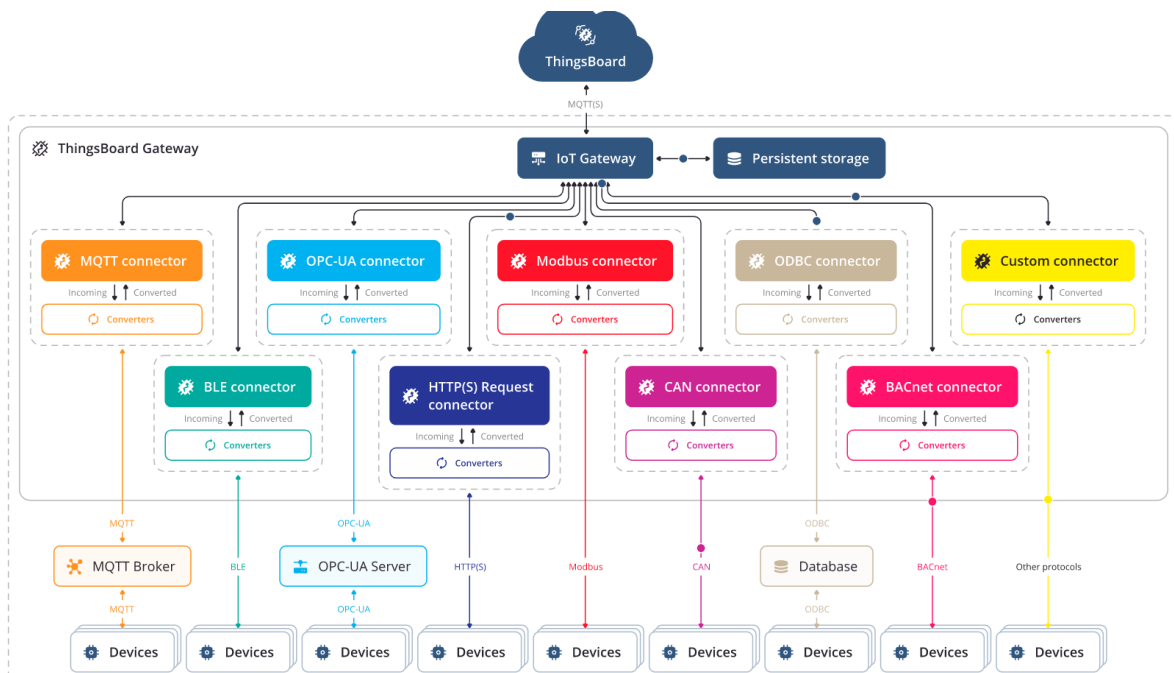 ThingsBoard
MQTT(S)
ThingsBoard Gateway
IoT Gateway
Persistent storage
MQTT connector
Incoming
Converted
Converters
OPC-UA connector
Incoming
Converted
Converters
Modbus connector
Incoming
Converted
Converters
ODBC connector
Incoming
Converted
Converters
Custom connector
Incoming
Converted
Converters
BLE connector
Incoming
Converted
Converters
HTTP(S) Request
connector
Incoming
Converted
Converters
CAN connector
Incoming
Converted
Converters
BACnet connector
Incoming
Converted
Converters
MQTT
OPC-UA
ODBC
MQTT Broker
BLE
OPC-UA Server
HTTP(S)
Modbus
CAN
Database
BACnet
Other protocols
MQTT
OPC-UA
ODBC
Devices
Devices
Devices
Devices
Devices
Devices
Devices
Devices
Devices